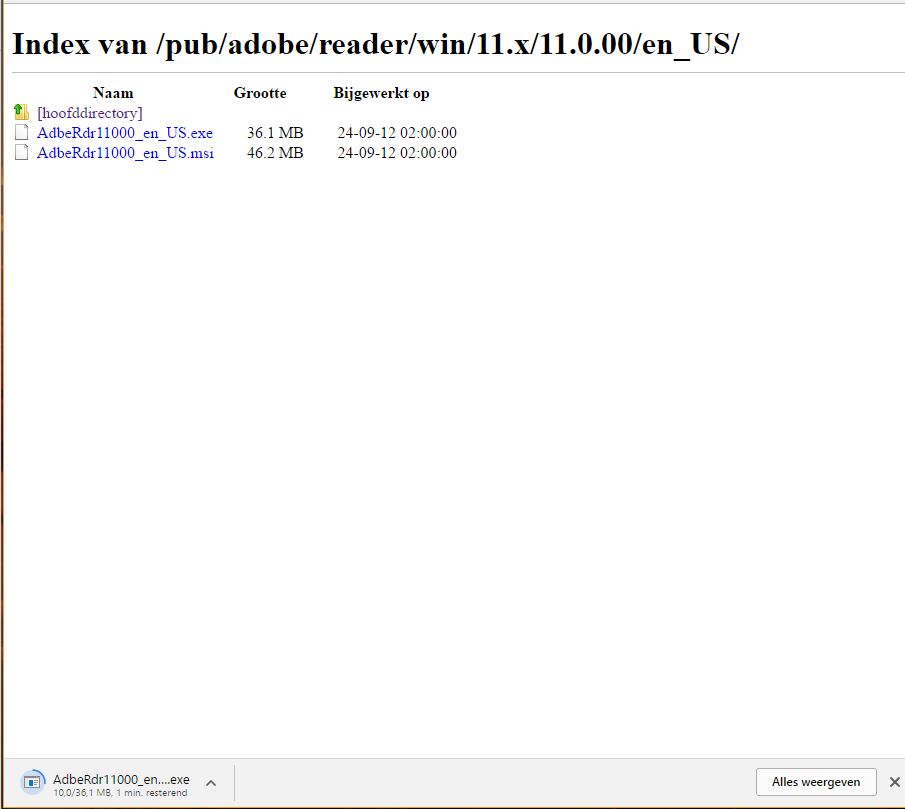 Index van /pub/adobe/reader/win/11.x/11.0.00/en_US/
Naam Grootte Bijgewerkt op
[hoofddirectory]
AdbeRdr11000_en_US.exe 36.1 MB 24-09-12 02:00:00
AdbeRdr11000_en_US.msi 46.2 MB 24-09-12 02:00:00
AdbeRdr11000_en....exe
10,0/36,1 MB, 1 min. resterend
Alles weergeven